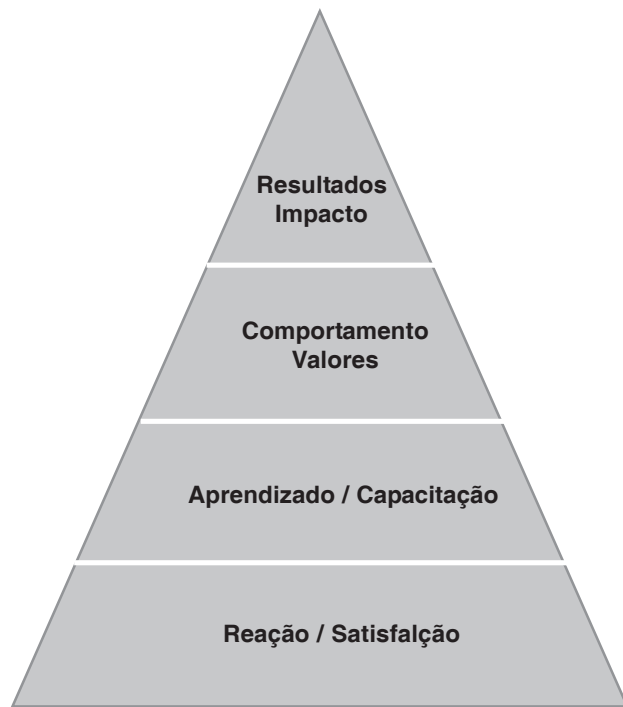 Resultados
Impacto
Comportamento
Valores
Aprendizado / Capacitação
Reação / Satisfalção